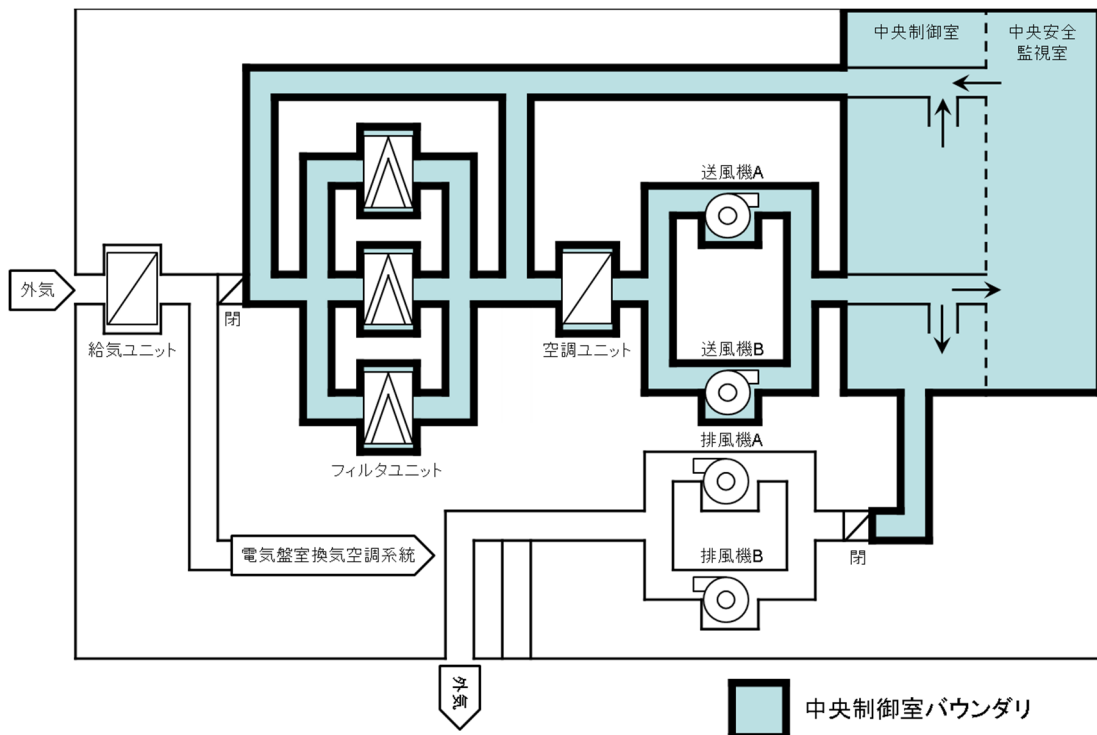 中央制御室
中央安全
監視室
送風機A
外気
閉
給気ユニット
空調ユニット
送風機B
フィルタユニット
排風機A
電気盤室換気空調系統
排風機B
閉
外気
中央制御室バウンダリ